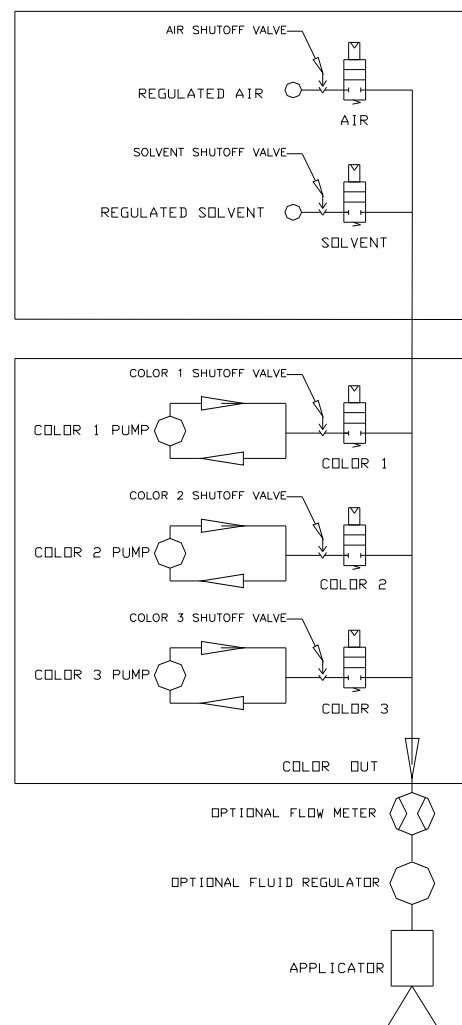 AIR SHUTOFF VALVE
REGULATED AIR
AIR
SOLVENT SHUTOFF VALVE
REGULATED SOLVENT
SOLVENT
COLOR 1 SHUTOFF VALVE
COLOR 1 PUMP
COLOR 1
COLOR 2 SHUTOFF VALVE
COLOR 2 PUMP
COLOR 2
COLOR 3 SHUTOFF VALVE
COLOR 3 PUMP
COLOR 3
COLOR OUT
OPTIONAL FLOW METER
OPTIONAL FLUID REGULATOR
APPLICATOR